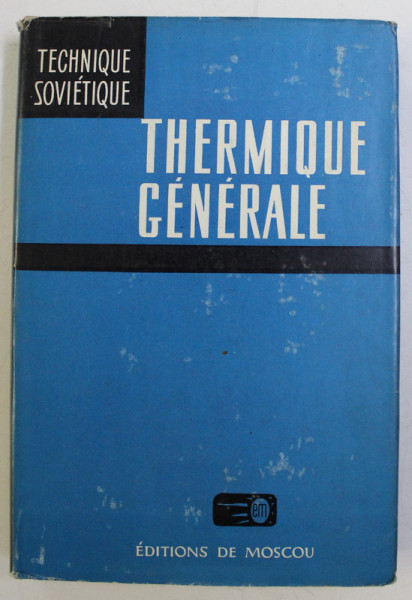 TECHNIQUE
SOVIÉTIQUE
THERMIQUE
GÉNÉRALE
em
ÉDITIONS DE MOSCOU